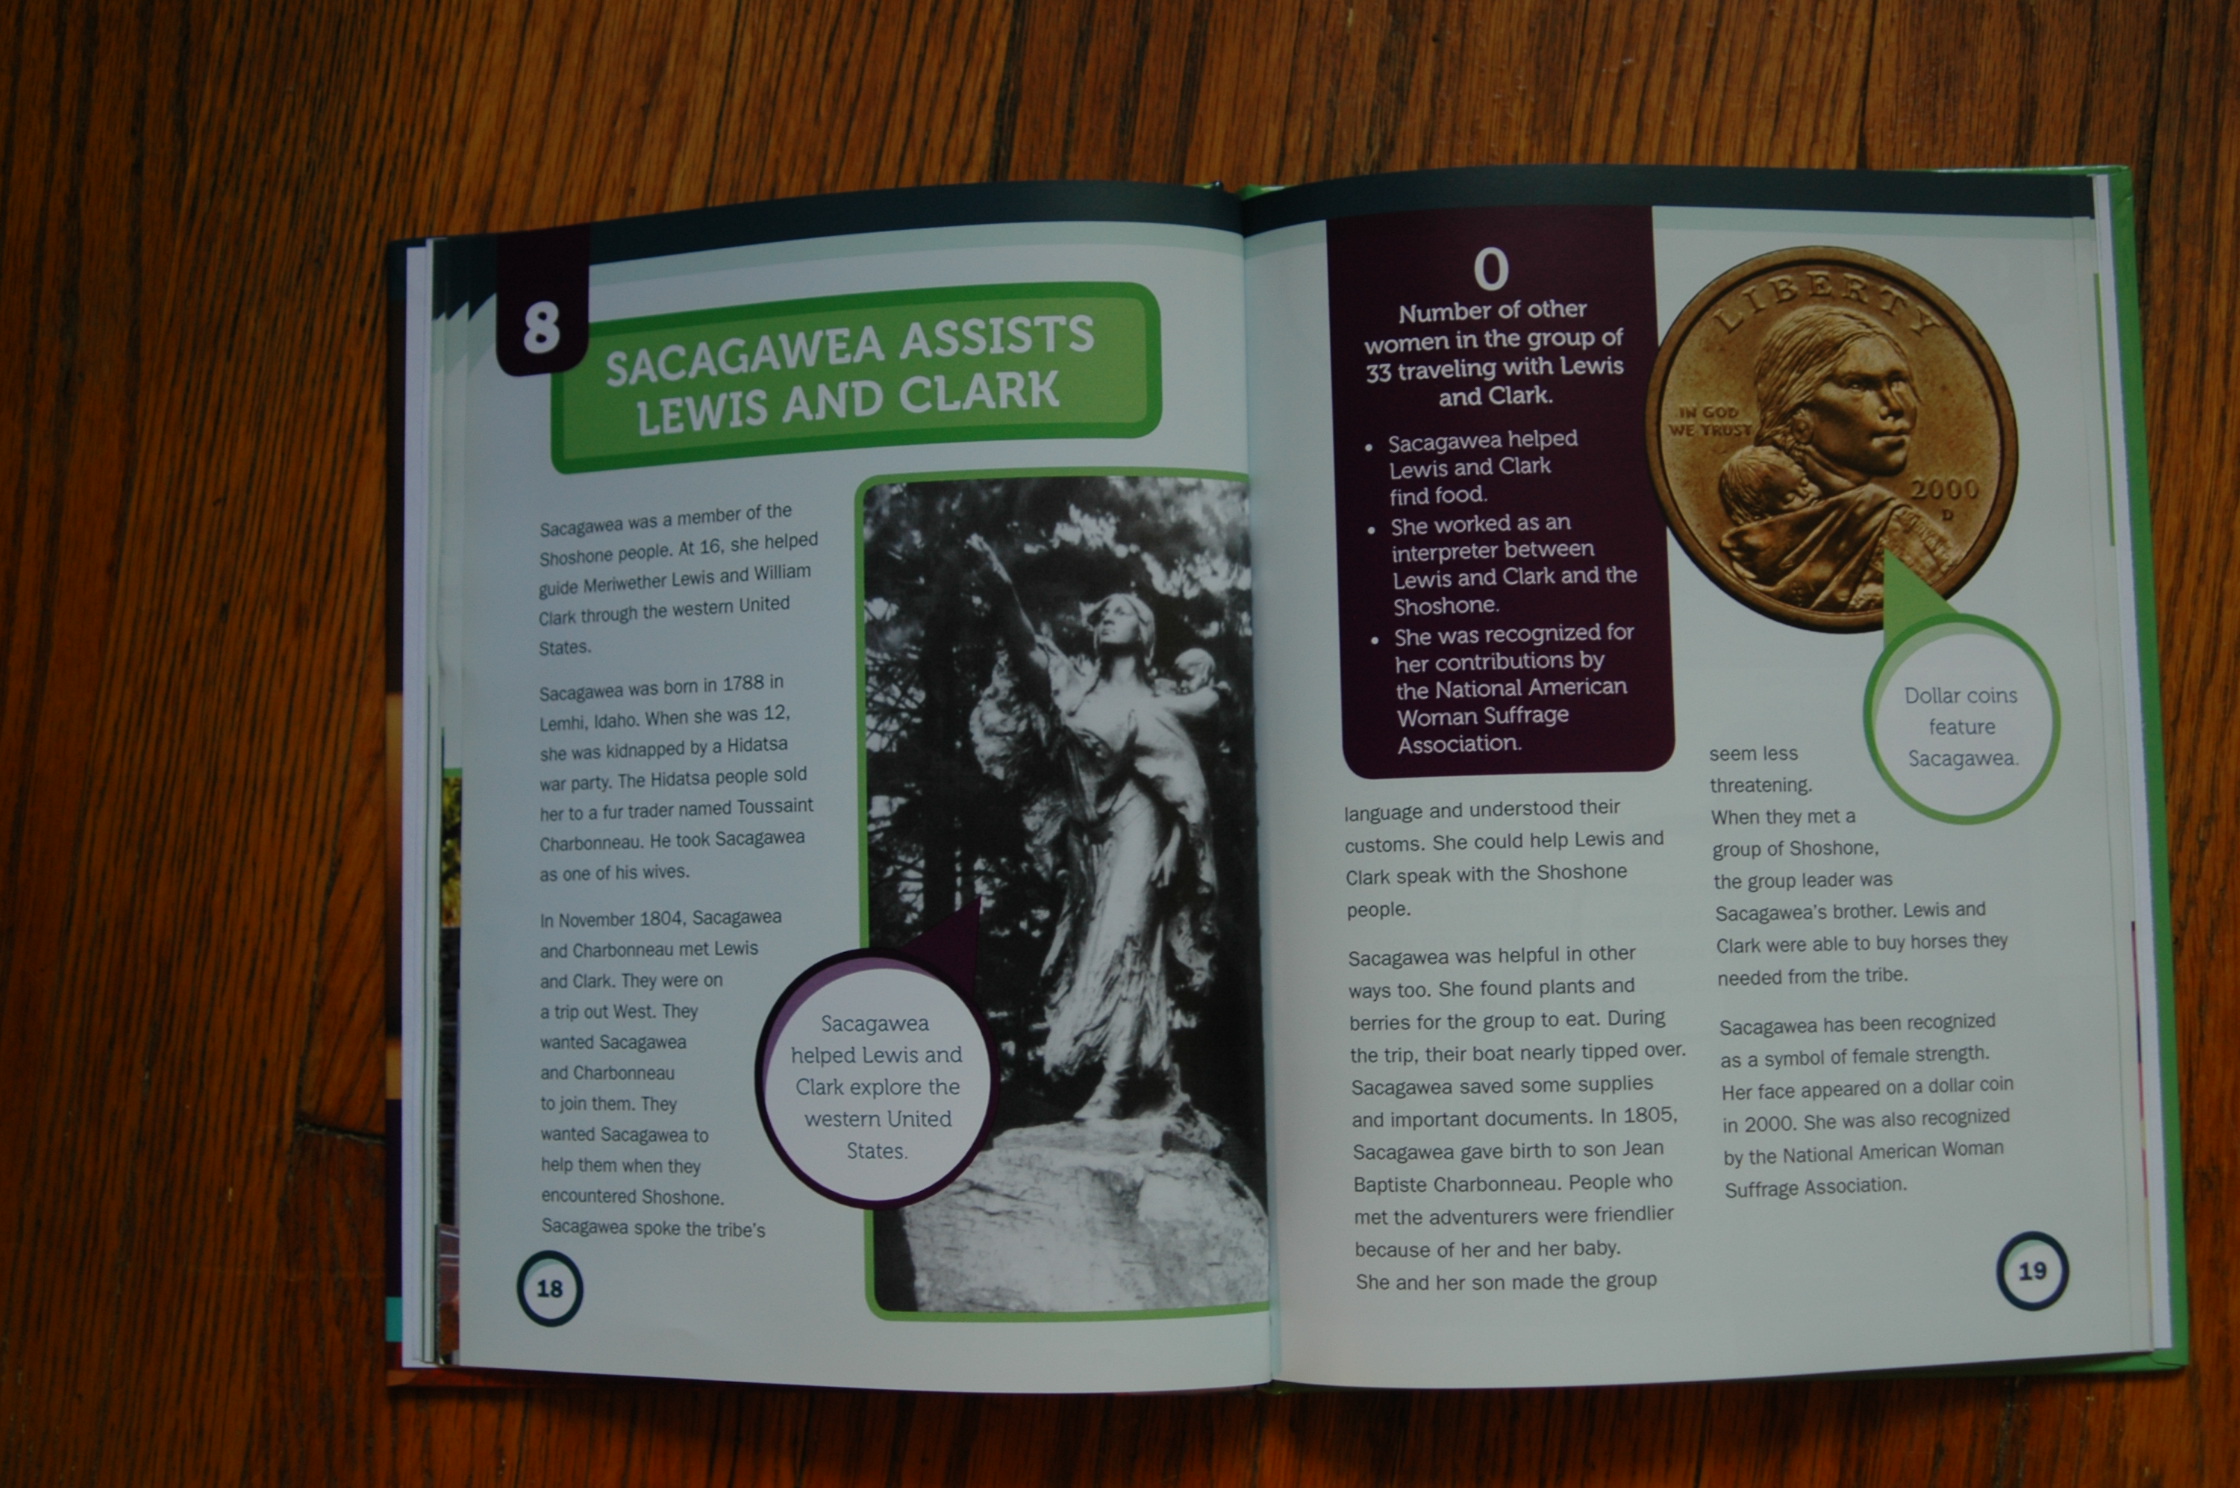 8
SACAGAWEA ASSISTS
LEWIS AND CLARK
Sacagawea was a member of the
Shoshone people. At 16, she helped
guide Meriwether Lewis and William
Clark through the western United
States.
Sacagawea was born in 1788 in
Lemhi, Idaho. When she was 12,
she was kidnapped by a Hidatsa
war party. The Hidatsa people sold
her to a fur trader named Toussaint
Charbonneau. He took Sacagawea
as one of his wives.
In November 1804, Sacagawea
and Charbonneau met Lewis
and Clark. They were on
a trip out West. They
wanted Sacagawea
and Charbonneau
to join them. They
wanted Sacagawea to
help them when they
encountered Shoshone.
Sacagawea spoke the tribe's
Sacagawea
helped Lewis and
Clark explore the
western United
States.
18
0
Number of other
women in the group of
33 traveling with Lewis
and Clark.
• Sacagawea helped
Lewis and Clark
find food.
• She worked as an
interpreter between
Lewis and Clark and the
Shoshone.
• She was recognized for
her contributions by
the National American
Woman Suffrage
Association.
LIBERTY
IN GOD
WE TRUST
2000
D
Dollar coins
feature
Sacagawea.
language and understood their
customs. She could help Lewis and
Clark speak with the Shoshone
people.
Sacagawea was helpful in other
ways too. She found plants and
berries for the group to eat. During
the trip, their boat nearly tipped over.
Sacagawea saved some supplies
and important documents. In 1805,
Sacagawea gave birth to son Jean
Baptiste Charbonneau. People who
met the adventurers were friendlier
because of her and her baby.
She and her son made the group
seem less
threatening.
When they met a
group of Shoshone,
the group leader was
Sacagawea's brother. Lewis and
Clark were able to buy horses they
needed from the tribe.
Sacagawea has been recognized
as a symbol of female strength.
Her face appeared on a dollar coin
in 2000. She was also recognized
by the National American Woman
Suffrage Association.
19